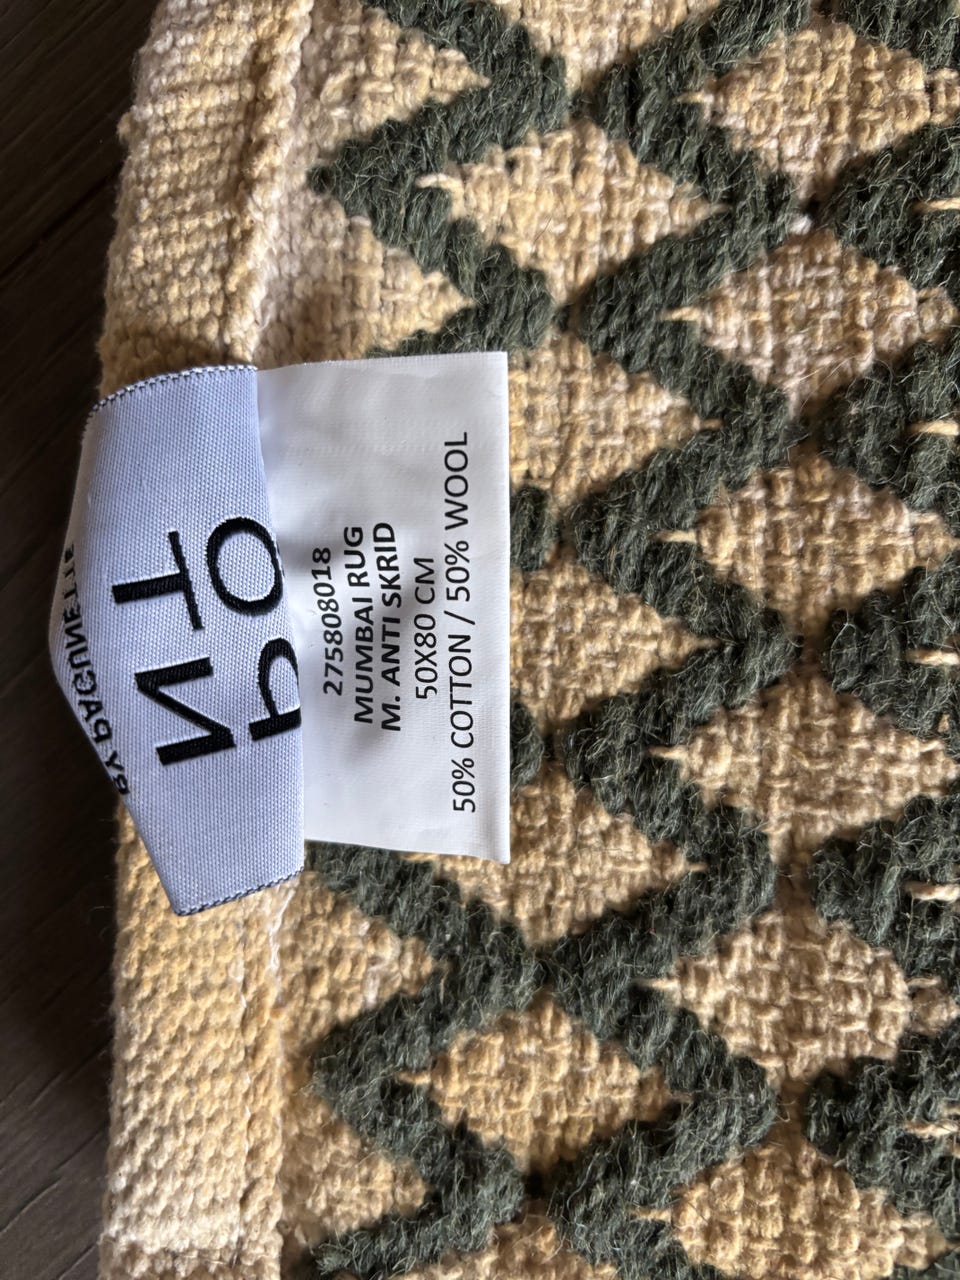 275808018
MUMBAI RUG
M. ANTI SKRID
50X80 CM
50% COTTON / 50% WOOL